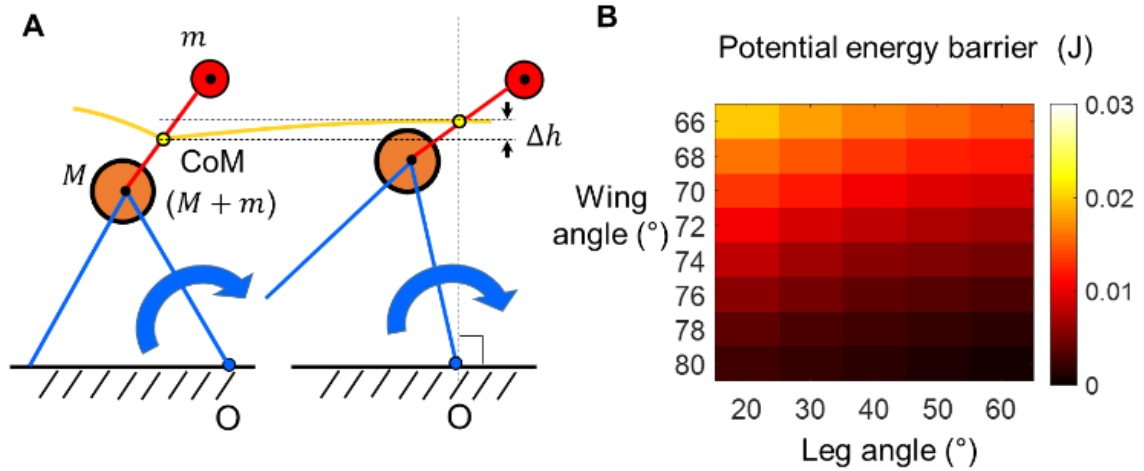 A
m
M
CoM
(M + m)
Δh
O
O
B
Potential energy barrier (J)
Wing
angle (°)
66
68
70
72
74
76
78
80
20 30 40 50 60
Leg angle (°)
0.03
0.02
0.01
0